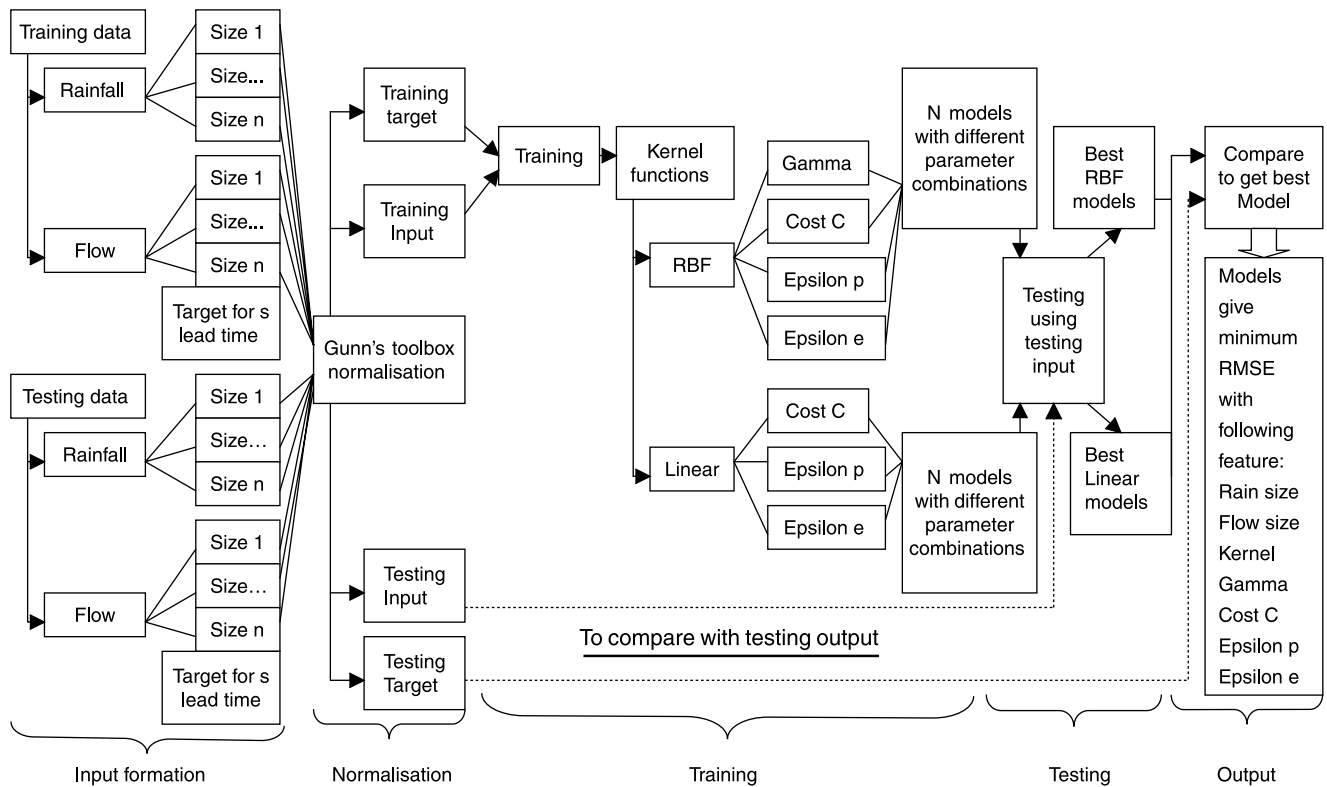 Training data
Rainfall
Size 1
Size...
Size n
Flow
Size 1
Size...
Size n
Target for s
lead time
Testing data
Rainfall
Size 1
Size...
Size n
Flow
Size 1
Size...
Size n
Target for s
lead time
Gunn's toolbox
normalisation
Training
target
Training
Input
Testing
Input
Testing
Target
Training
Kernel
functions
RBF
Gamma
Cost C
Epsilon p
Epsilon e
Linear
Cost C
Epsilon p
Epsilon e
N models
with different
parameter
combinations
N models
with different
parameter
combinations
To compare with testing output
Testing
using
testing
input
Best
RBF
models
Best
Linear
models
Compare
to get best
Model
Models
give
minimum
RMSE
with
following
feature:
Rain size
Flow size
Kernel
Gamma
Cost C
Epsilon p
Epsilon e
Input formation
Normalisation
Training
Testing
Output